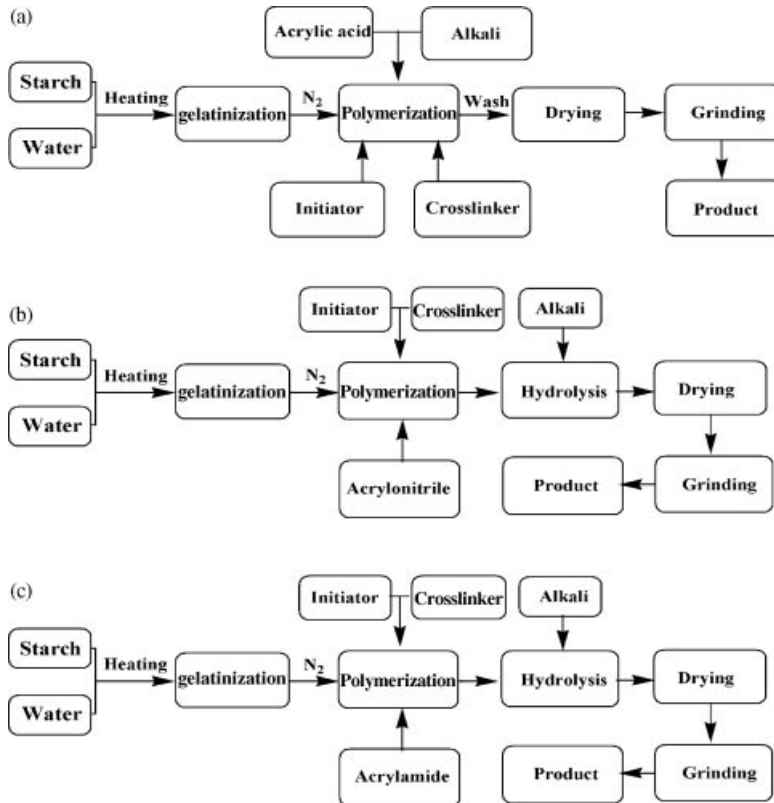 (a)
Acrylic acid
Alkali
Starch
Heating
gelatinization
N2
Polymerization
Wash
Drying
Grinding
Water
Initiator
Crosslinker
Product
(b)
Initiator
Crosslinker
Alkali
Starch
Heating
gelatinization
N2
Polymerization
Hydrolysis
Drying
Water
Acrylonitrile
Product
Grinding
(c)
Initiator
Crosslinker
Alkali
Starch
Heating
gelatinization
N2
Polymerization
Hydrolysis
Drying
Water
Acrylamide
Product
Grinding